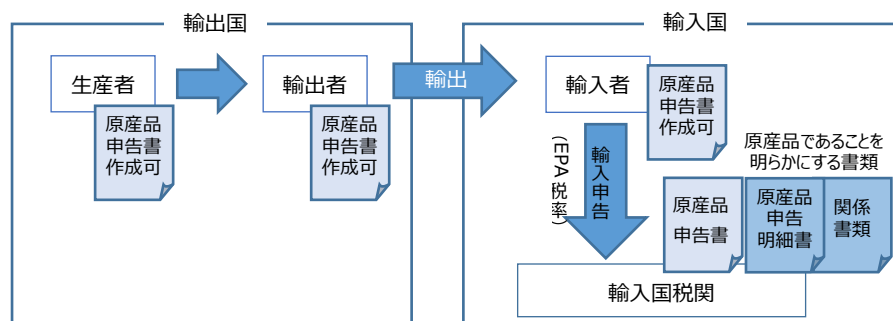 輸出国
輸入国
生産者
輸出者
輸出
輸入者
原産品
申告書
作成可
原産品
申告書
作成可
原産品
申告書
作成可
輸入申告
(EPA税率)
原産品であることを
明らかにする書類
原産品
申告書
原産品
申告
明細書
関係
書類
輸入国税関